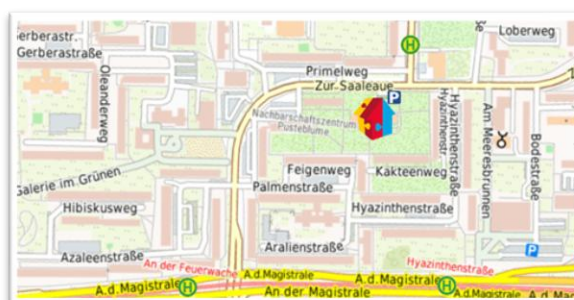 erberastr.
Gerberastraße
Loberweg
Primelweg
Zur Saaleaue
P
H
Oleanderweg
Nachbarschaftszentrum
Pusteblume
Hyazinthenstraße
Hyazinthenstr
Am Meeresbrunnen
Bodestraße
Galerie im Grünen
Feigenweg
Kakteenweg
Palmenstraße
Hibiskusweg
Hyazinthenstraße
Aralienstraße
Azaleenstraße
P
An der Feuerwache
Hyazinthenstraße
A.d.Magistrale
A.d.Magistrale
A.d.Magistrale
H
H
An der Magistrale
A.d.Magistrale